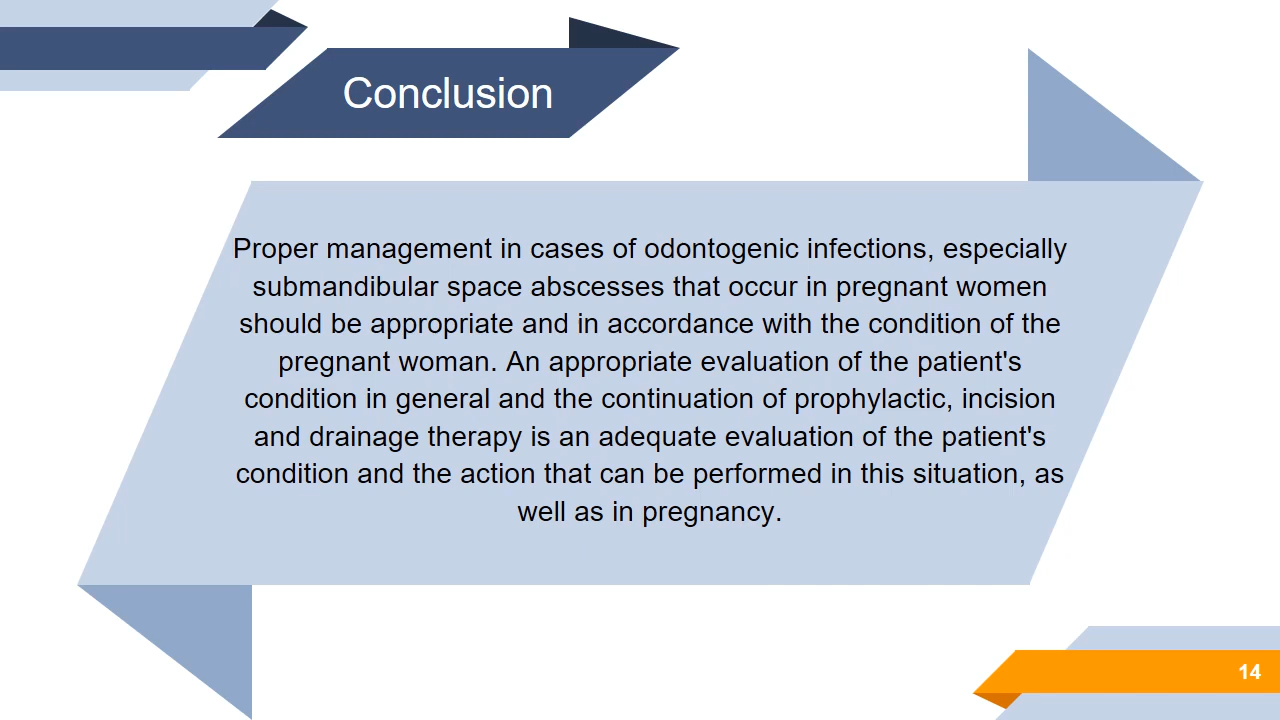 Conclusion
Proper management in cases of odontogenic infections, especially
submandibular space abscesses that occur in pregnant women
should be appropriate and in accordance with the condition of the
pregnant woman. An appropriate evaluation of the patient's
condition in general and the continuation of prophylactic, incision
and drainage therapy is an adequate evaluation of the patient's
condition and the action that can be performed in this situation, as
well as in pregnancy.
14